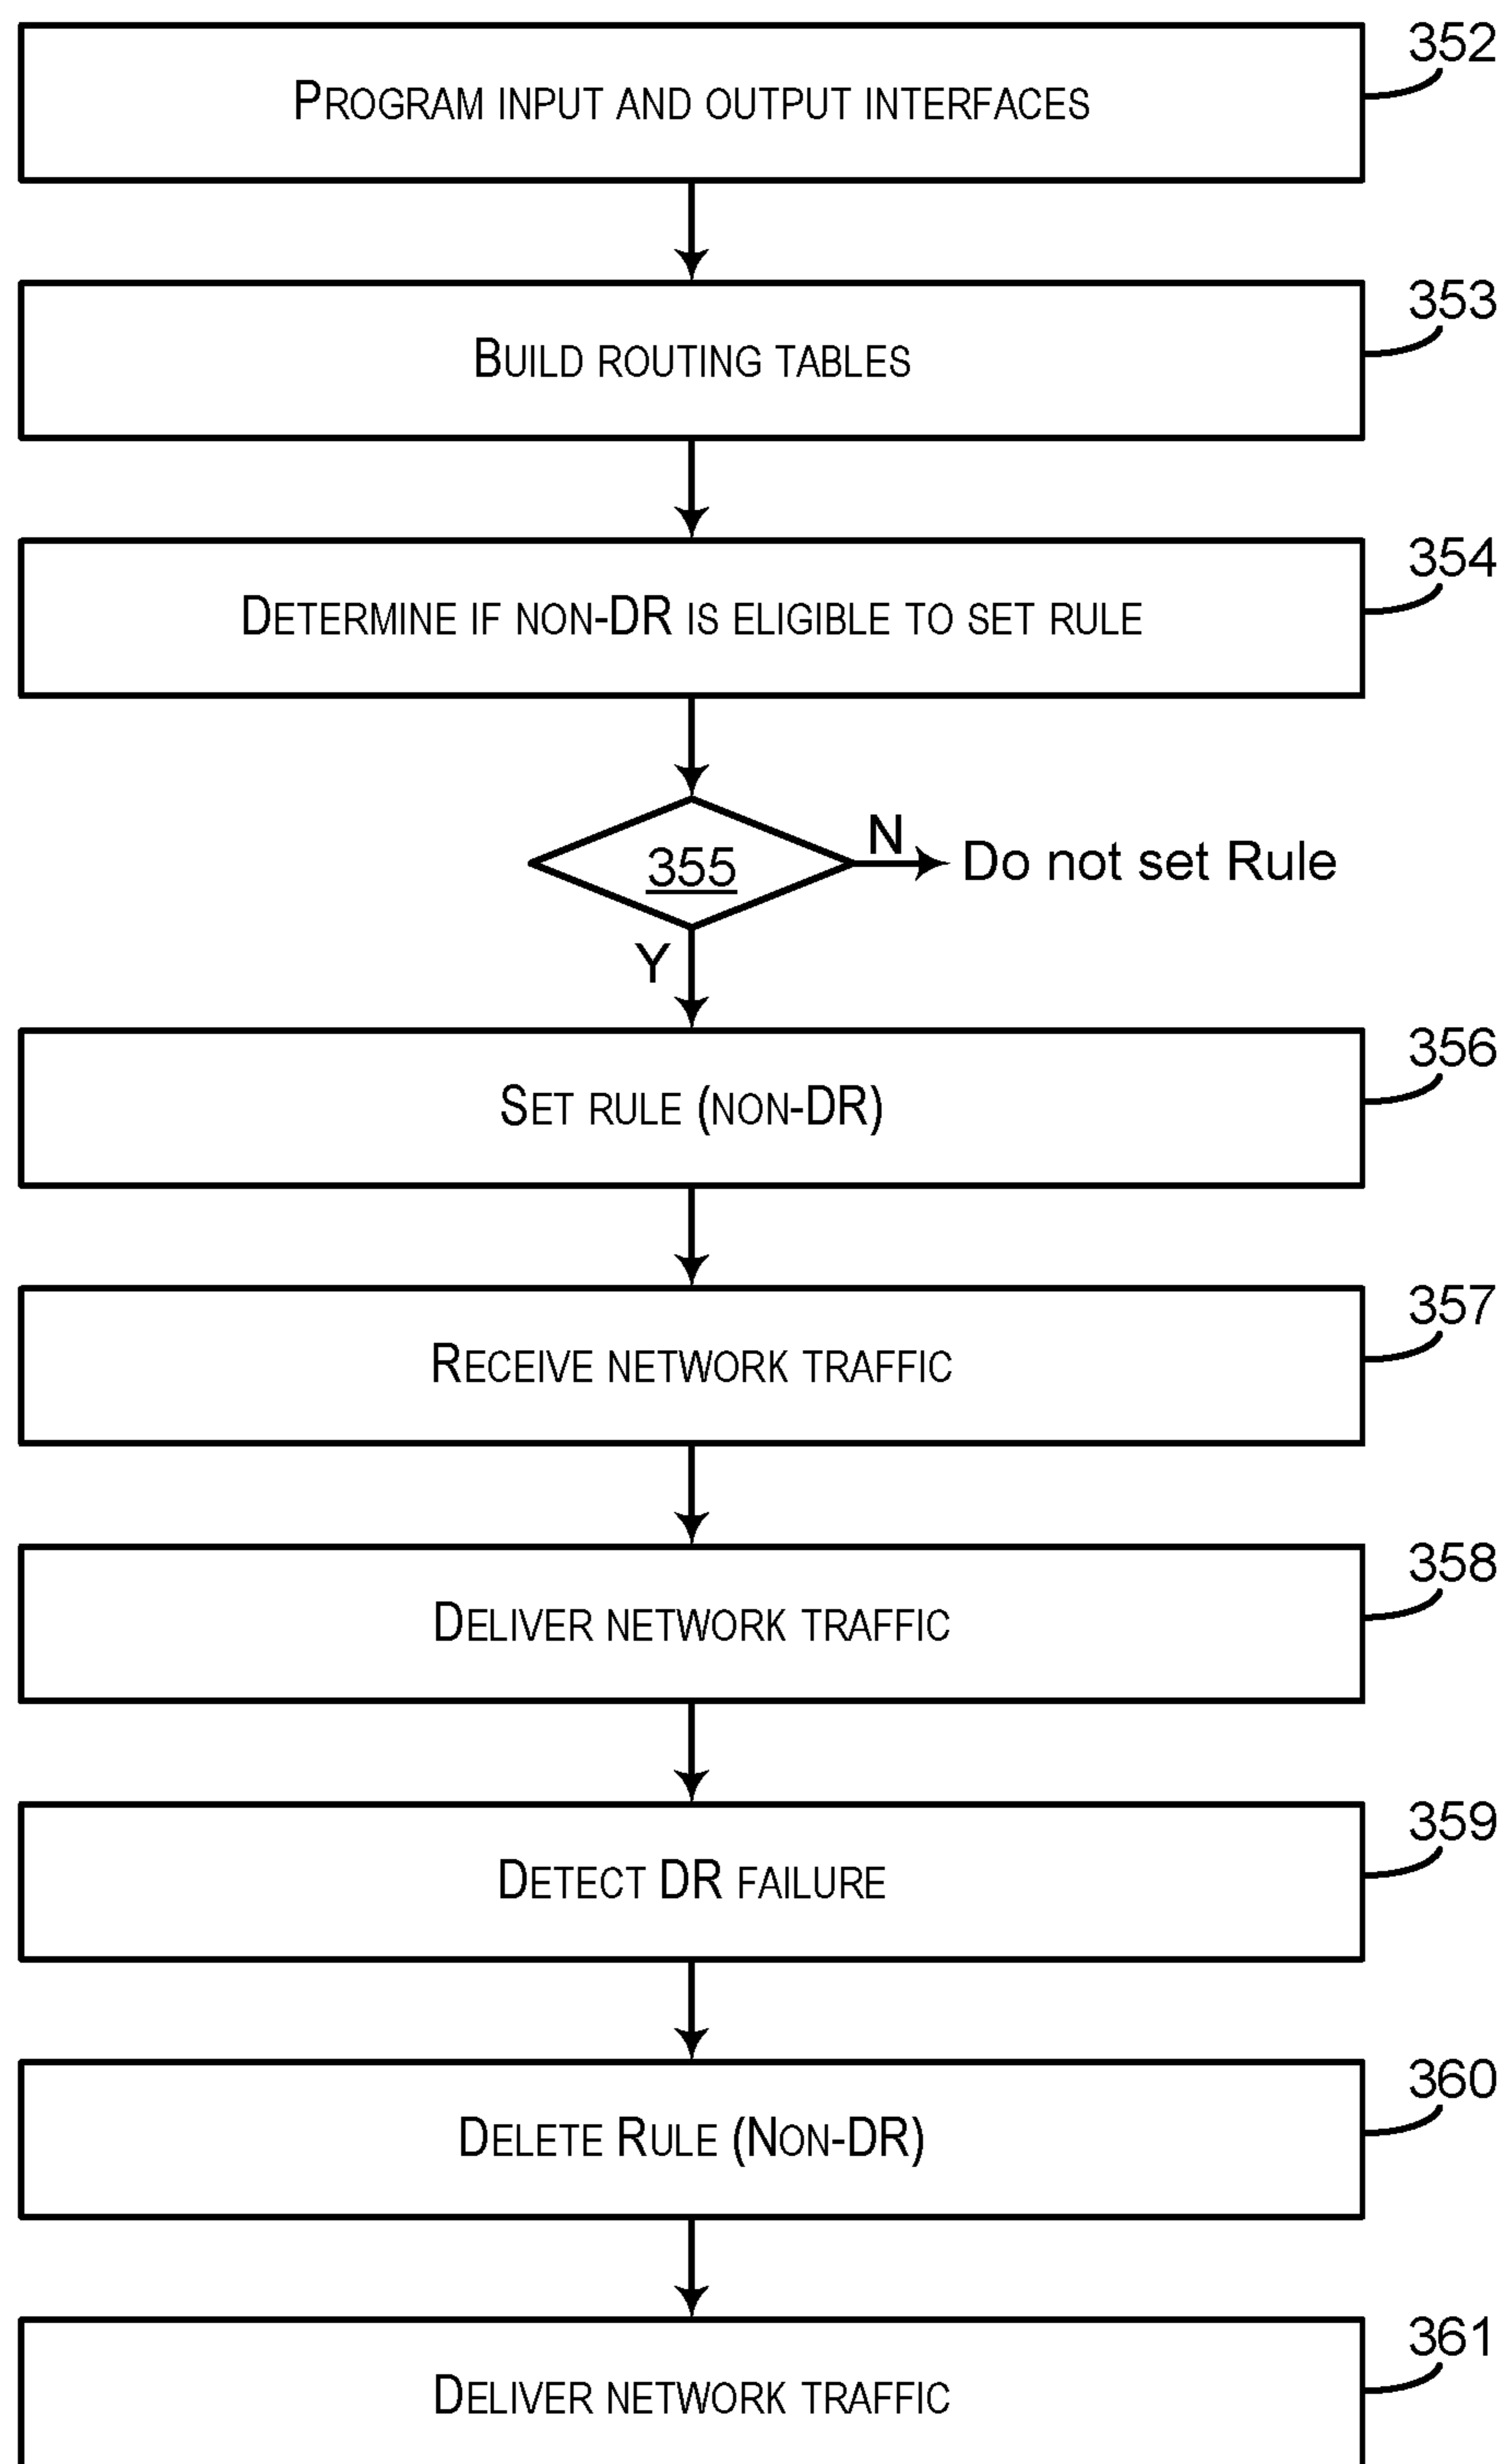 352
PROGRAM INPUT AND OUTPUT INTERFACES
353
BUILD ROUTING TABLES
354
DETERMINE IF NON-DR IS ELIGIBLE TO SET RULE
355
N
Do not set Rule
Y
356
SET RULE (NON-DR)
357
RECEIVE NETWORK TRAFFIC
358
DELIVER NETWORK TRAFFIC
359
DETECT DR FAILURE
360
DELETE RULE (NON-DR)
361
DELIVER NETWORK TRAFFIC